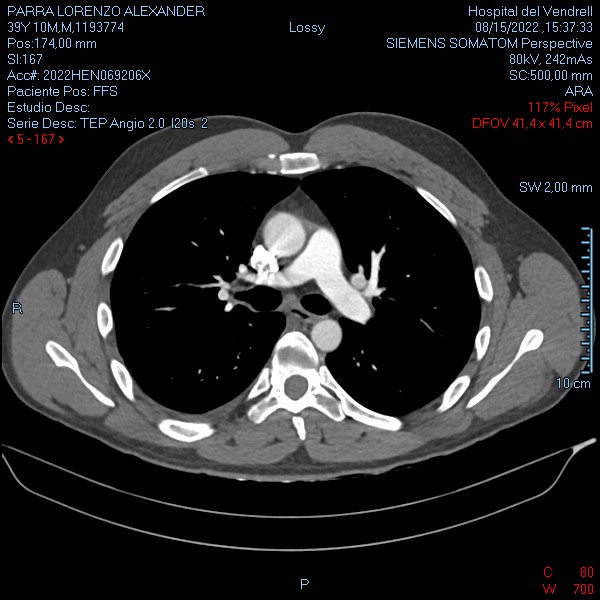 PARRA LORENZO ALEXANDER
39Y 10M,M,1193774
Pos:174,00 mm
SI:167
Acc#: 2022HEN069206X
Paciente Pos: FFS
Estudio Desc:
Serie Desc: TEP Angio 2.0 I20s 2
< 5 - 167 >
Lossy
Hospital del Vendrell
08/15/2022 ,15:37:33
SIEMENS SOMATOM Perspective
80kV, 242mAs
SC:500,00 mm
ARA
117% Pixel
DFOV 41,4 x 41,4 cm
SW 2,00 mm
R
10 cm
P
C 80
W 700